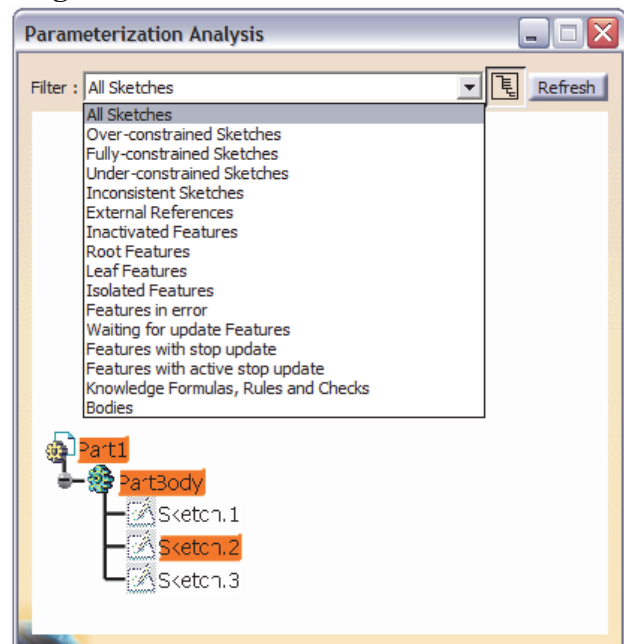 Parameterization Analysis
Filter : All Sketches Refresh
All Sketches
Over-constrained Sketches
Fully-constrained Sketches
Under-constrained Sketches
Inconsistent Sketches
External References
Inactivated Features
Root Features
Leaf Features
Isolated Features
Features in error
Waiting for update Features
Features with stop update
Features with active stop update
Knowledge Formulas, Rules and Checks
Bodies
Part1
PartBody
Sketch.1
Sketch.2
Sketch.3